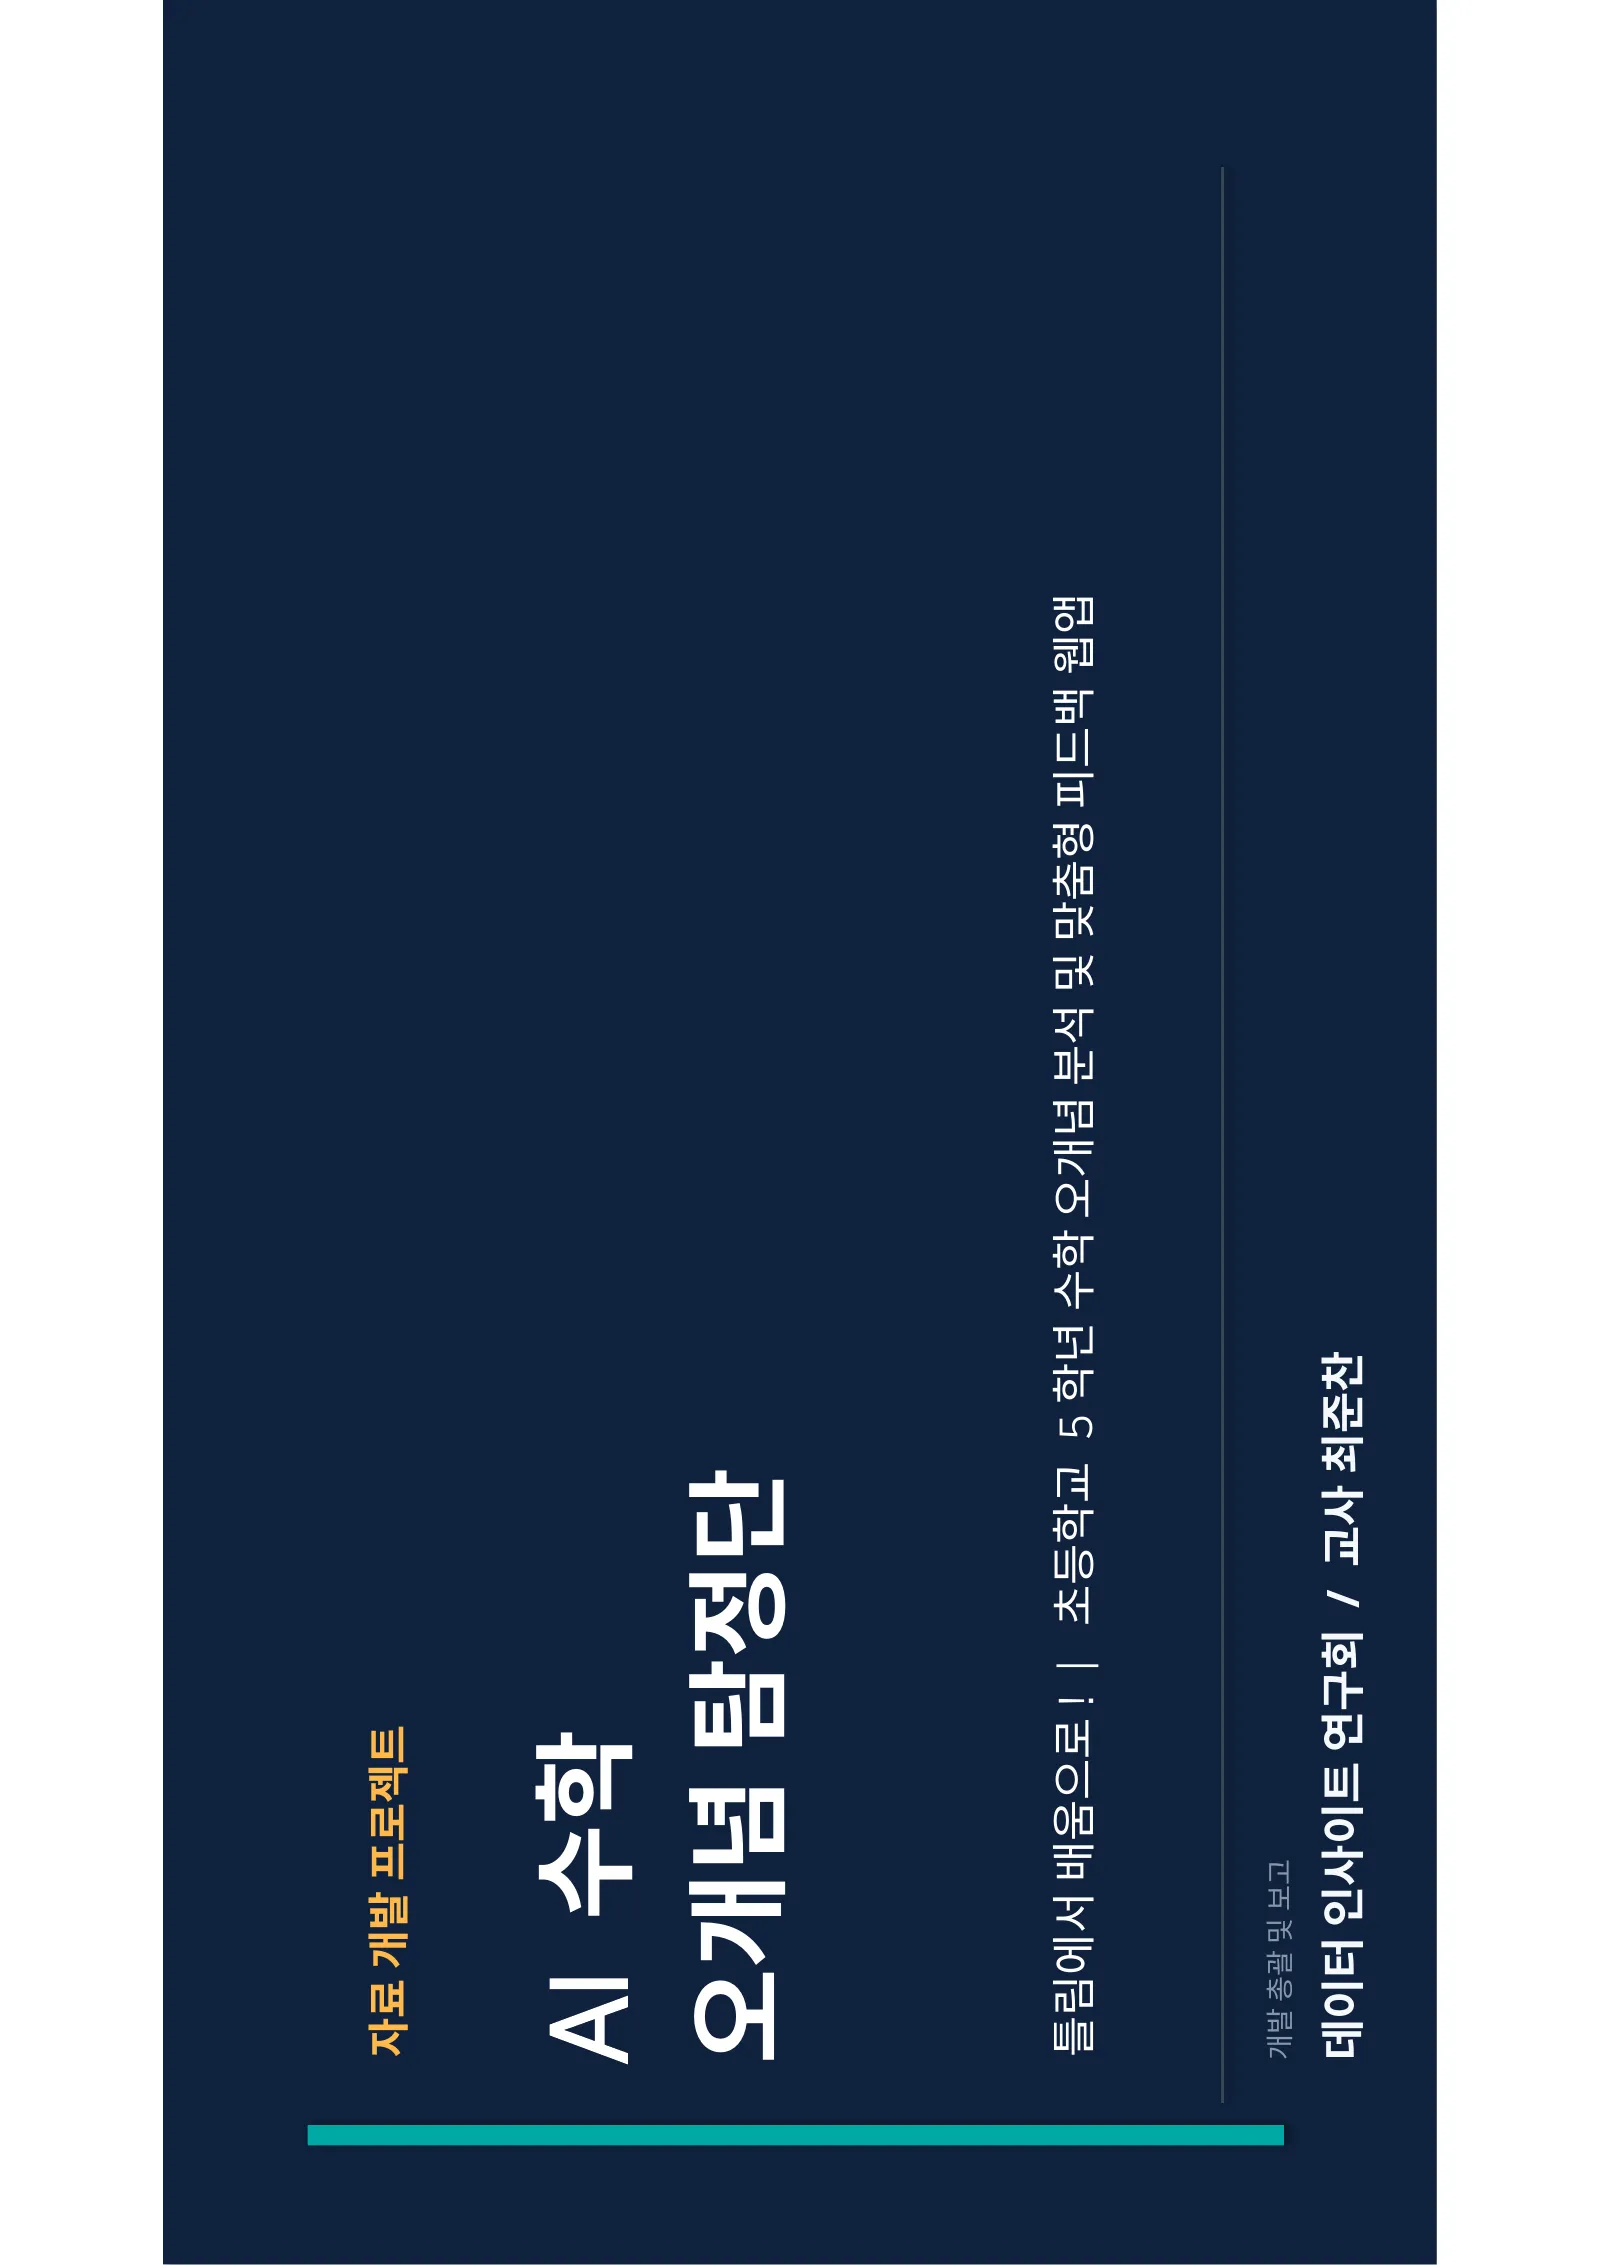 자료 개발 프로젝트
AI 수학
오개념 탐정단
틀림에서 배움으로! | 초등학교 5 학년 수학 오개념 분석 및 맞춤형 피드백 웹앱
개발 총괄 및 보고
데이터 인사이트 연구회 / 교사 최준찬